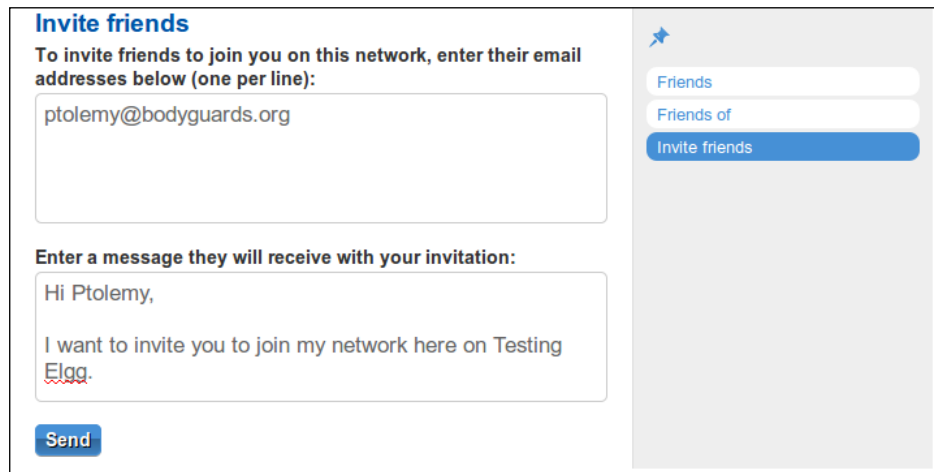 Invite friends
To invite friends to join you on this network, enter their email
addresses below (one per line):
ptolemy@bodyguards.org
Enter a message they will receive with your invitation:
Hi Ptolemy,
I want to invite you to join my network here on Testing
Elgg.
Send
Friends
Friends of
Invite friends